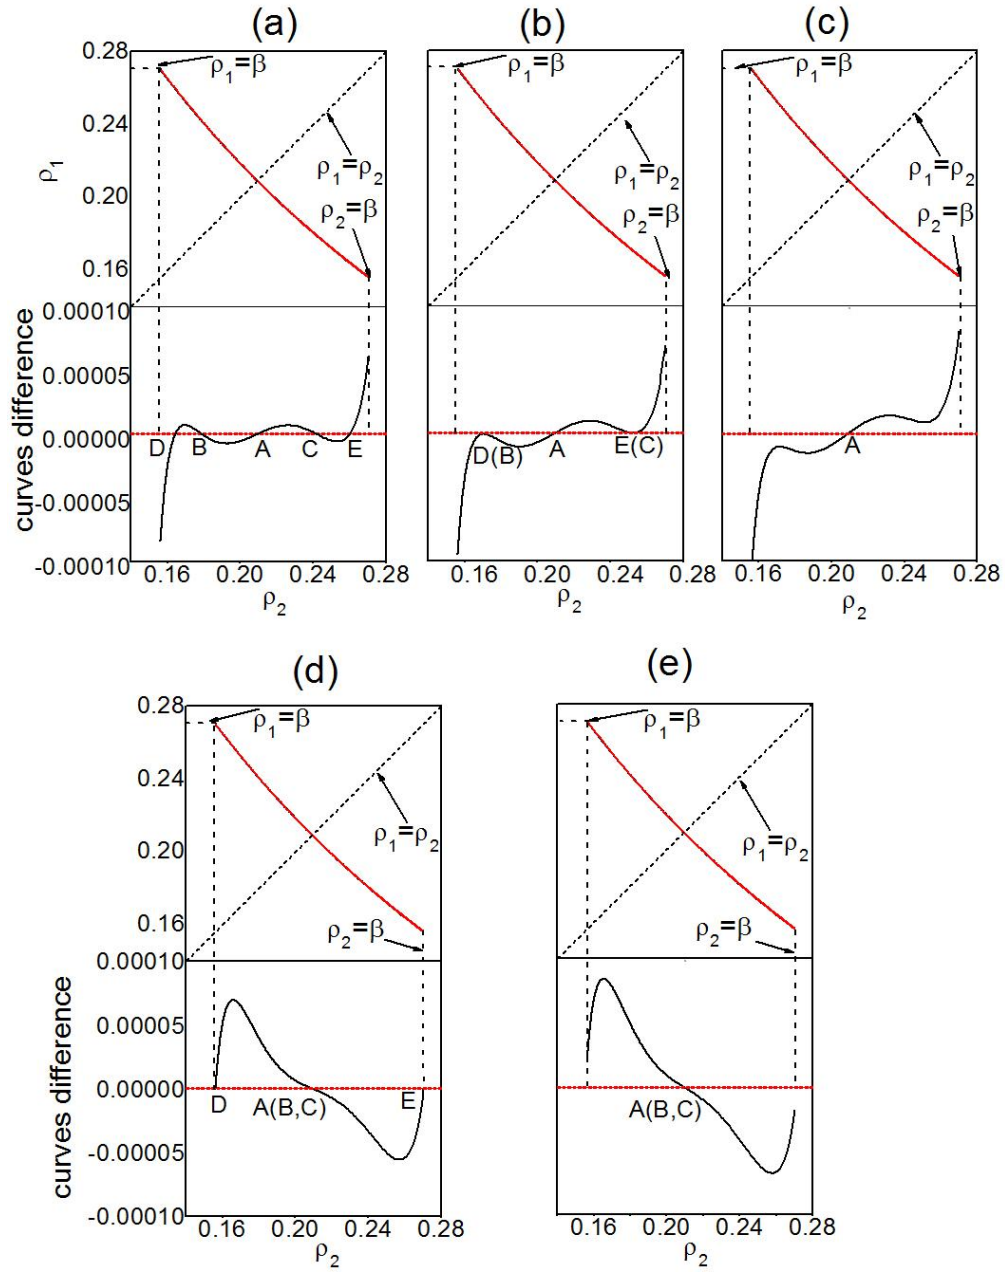 (a)
(b)
(c)
0.28
0.24
0.20
0.16
ρ1
ρ1=β
ρ1=ρ2
ρ2=β
ρ1=β
ρ1=ρ2
ρ2=β
ρ1=β
ρ1=ρ2
ρ2=β
0.00010
0.00005
0.00000
-0.00005
-0.00010
curves difference
D B A C E
D(B) A E(C)
A
0.16 0.20 0.24 0.28
0.16 0.20 0.24 0.28
0.16 0.20 0.24 0.28
ρ2
ρ2
ρ2
(d)
(e)
0.28
0.24
0.20
0.16
ρ1=β
ρ1=ρ2
ρ2=β
ρ1=β
ρ1=ρ2
ρ2=β
0.00010
0.00005
0.00000
-0.00005
-0.00010
curves difference
D A(B,C) E
A(B,C)
0.16 0.20 0.24 0.28
0.16 0.20 0.24 0.28
ρ2
ρ2